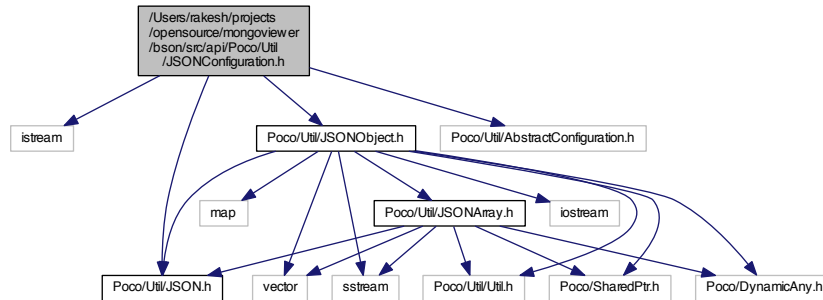 /Users/rakesh/projects
/opensource/mongoviewer
/bson/src/api/Poco/Util
/JSONConfiguration.h
istream
Poco/Util/JSONObject.h
Poco/Util/AbstractConfiguration.h
map
Poco/Util/JSONArray.h
iostream
Poco/Util/JSON.h
vector
sstream
Poco/Util/Util.h
Poco/SharedPtr.h
Poco/DynamicAny.h